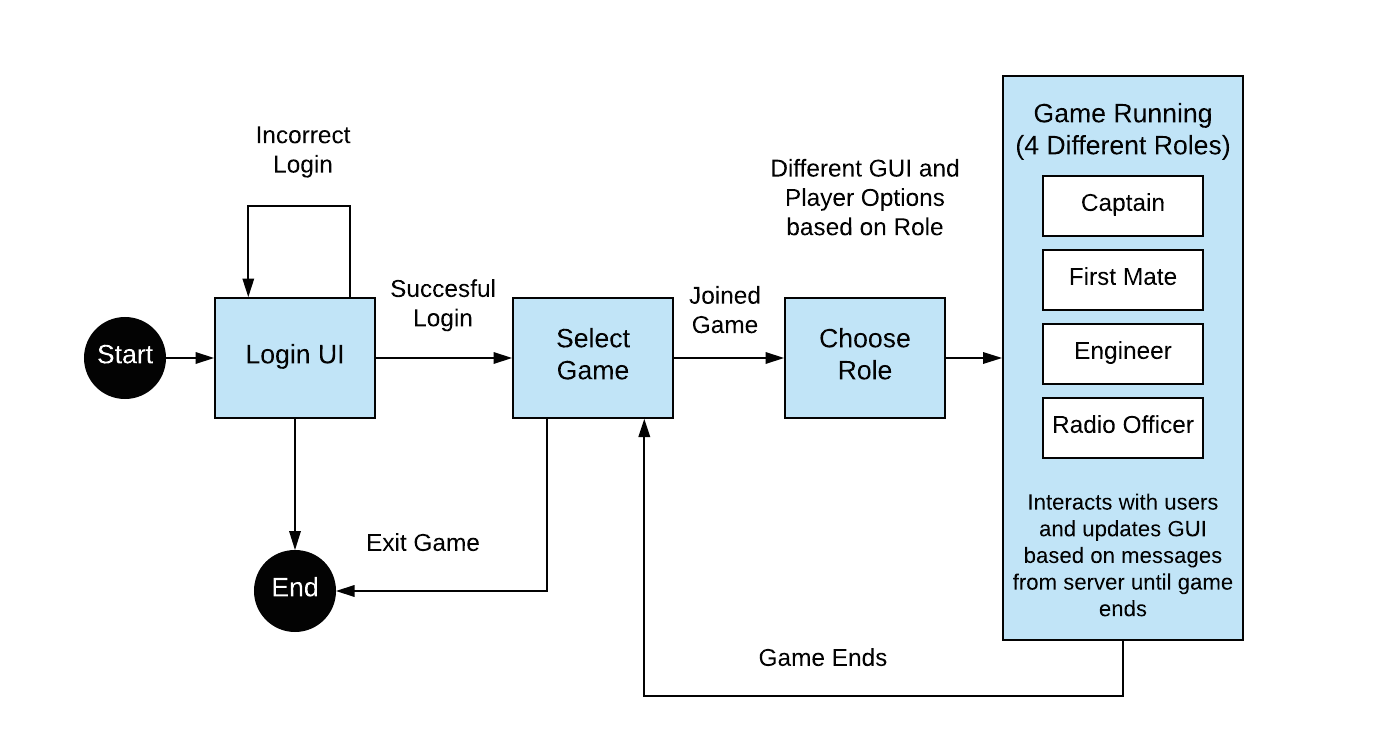 Incorrect
Login
Start
Login UI
Succesful
Login
Select
Game
Joined
Game
Different GUI and
Player Options
based on Role
Choose
Role
Game Running
(4 Different Roles)
Captain
First Mate
Engineer
Radio Officer
Interacts with users
and updates GUI
based on messages
from server until game
ends
Exit Game
End
Game Ends